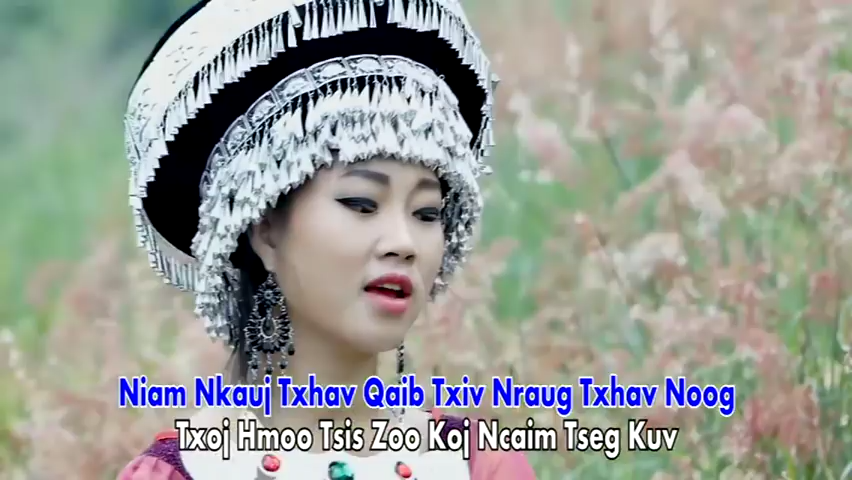 Niam Nkauj Txhav Qaib Txiv Nraug Txhav Noog
Txoj Hmoo Tsis Zoo Koj Ncaim Tseg Kuv